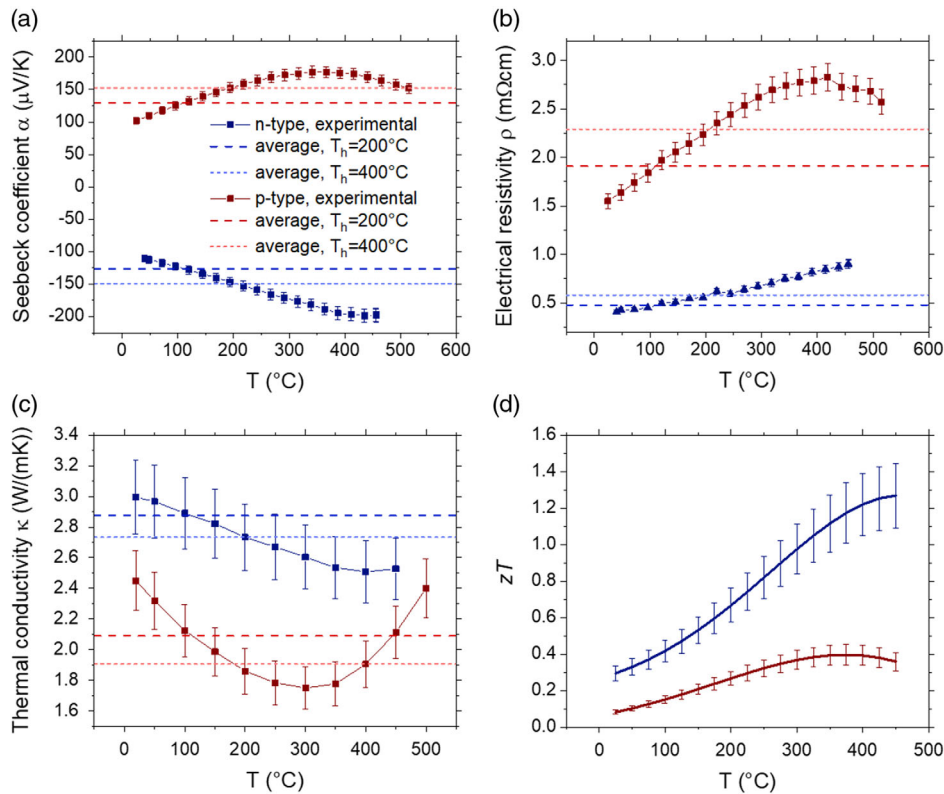 (a)
Seebeck coefficient α (μV/K)
250
200
150
100
50
0
-50
-100
-150
-200
n-type, experimental
average, Th=200°C
average, Th=400°C
p-type, experimental
average, Th=200°C
average, Th=400°C
0 100 200 300 400 500 600
T (°C)
(b)
Electrical resistivity ρ (mΩcm)
3.0
2.5
2.0
1.5
1.0
0.5
0 100 200 300 400 500 600
T (°C)
(c)
Thermal conductivity κ (W/(mK))
3.4
3.2
3.0
2.8
2.6
2.4
2.2
2.0
1.8
1.6
0 100 200 300 400 500
T (°C)
(d)
zT
1.6
1.4
1.2
1.0
0.8
0.6
0.4
0.2
0.0
0 100 200 300 400 500
T (°C)